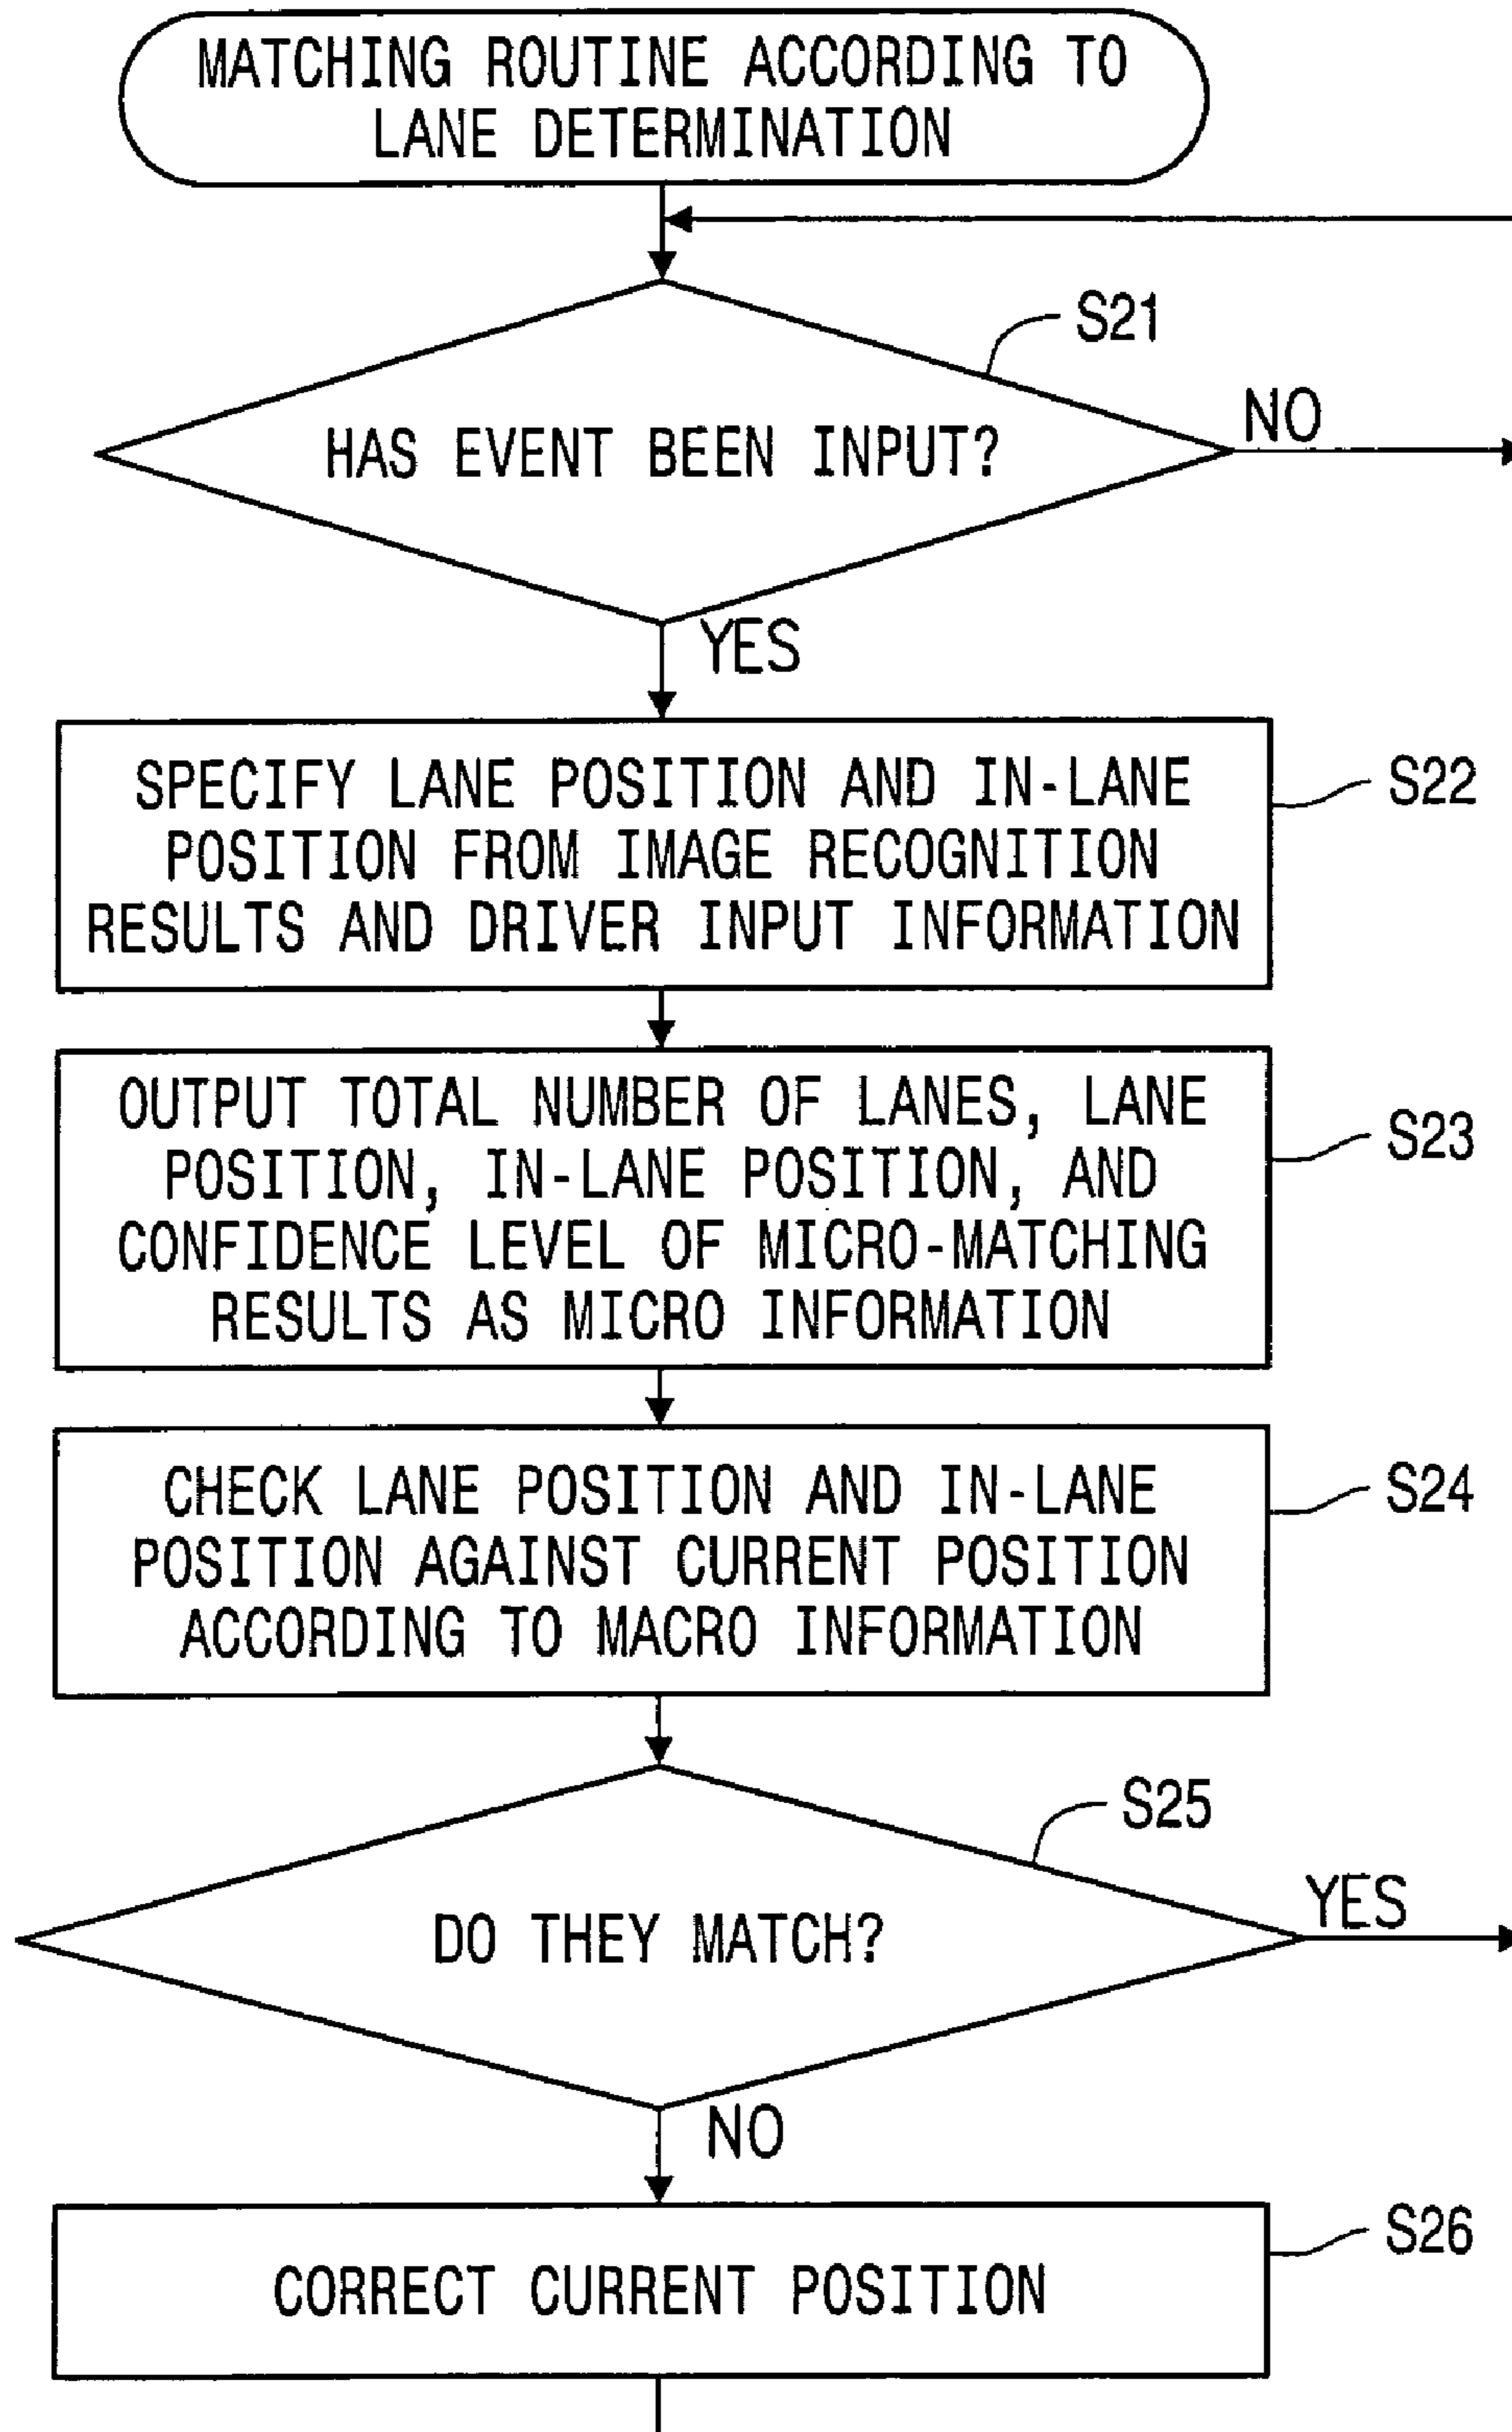 MATCHING ROUTINE ACCORDING TO
LANE DETERMINATION
S21
HAS EVENT BEEN INPUT?
NO
YES
SPECIFY LANE POSITION AND IN-LANE
POSITION FROM IMAGE RECOGNITION
RESULTS AND DRIVER INPUT INFORMATION
S22
OUTPUT TOTAL NUMBER OF LANES, LANE
POSITION, IN-LANE POSITION, AND
CONFIDENCE LEVEL OF MICRO-MATCHING
RESULTS AS MICRO INFORMATION
S23
CHECK LANE POSITION AND IN-LANE
POSITION AGAINST CURRENT POSITION
ACCORDING TO MACRO INFORMATION
S24
S25
DO THEY MATCH?
YES
NO
CORRECT CURRENT POSITION
S26